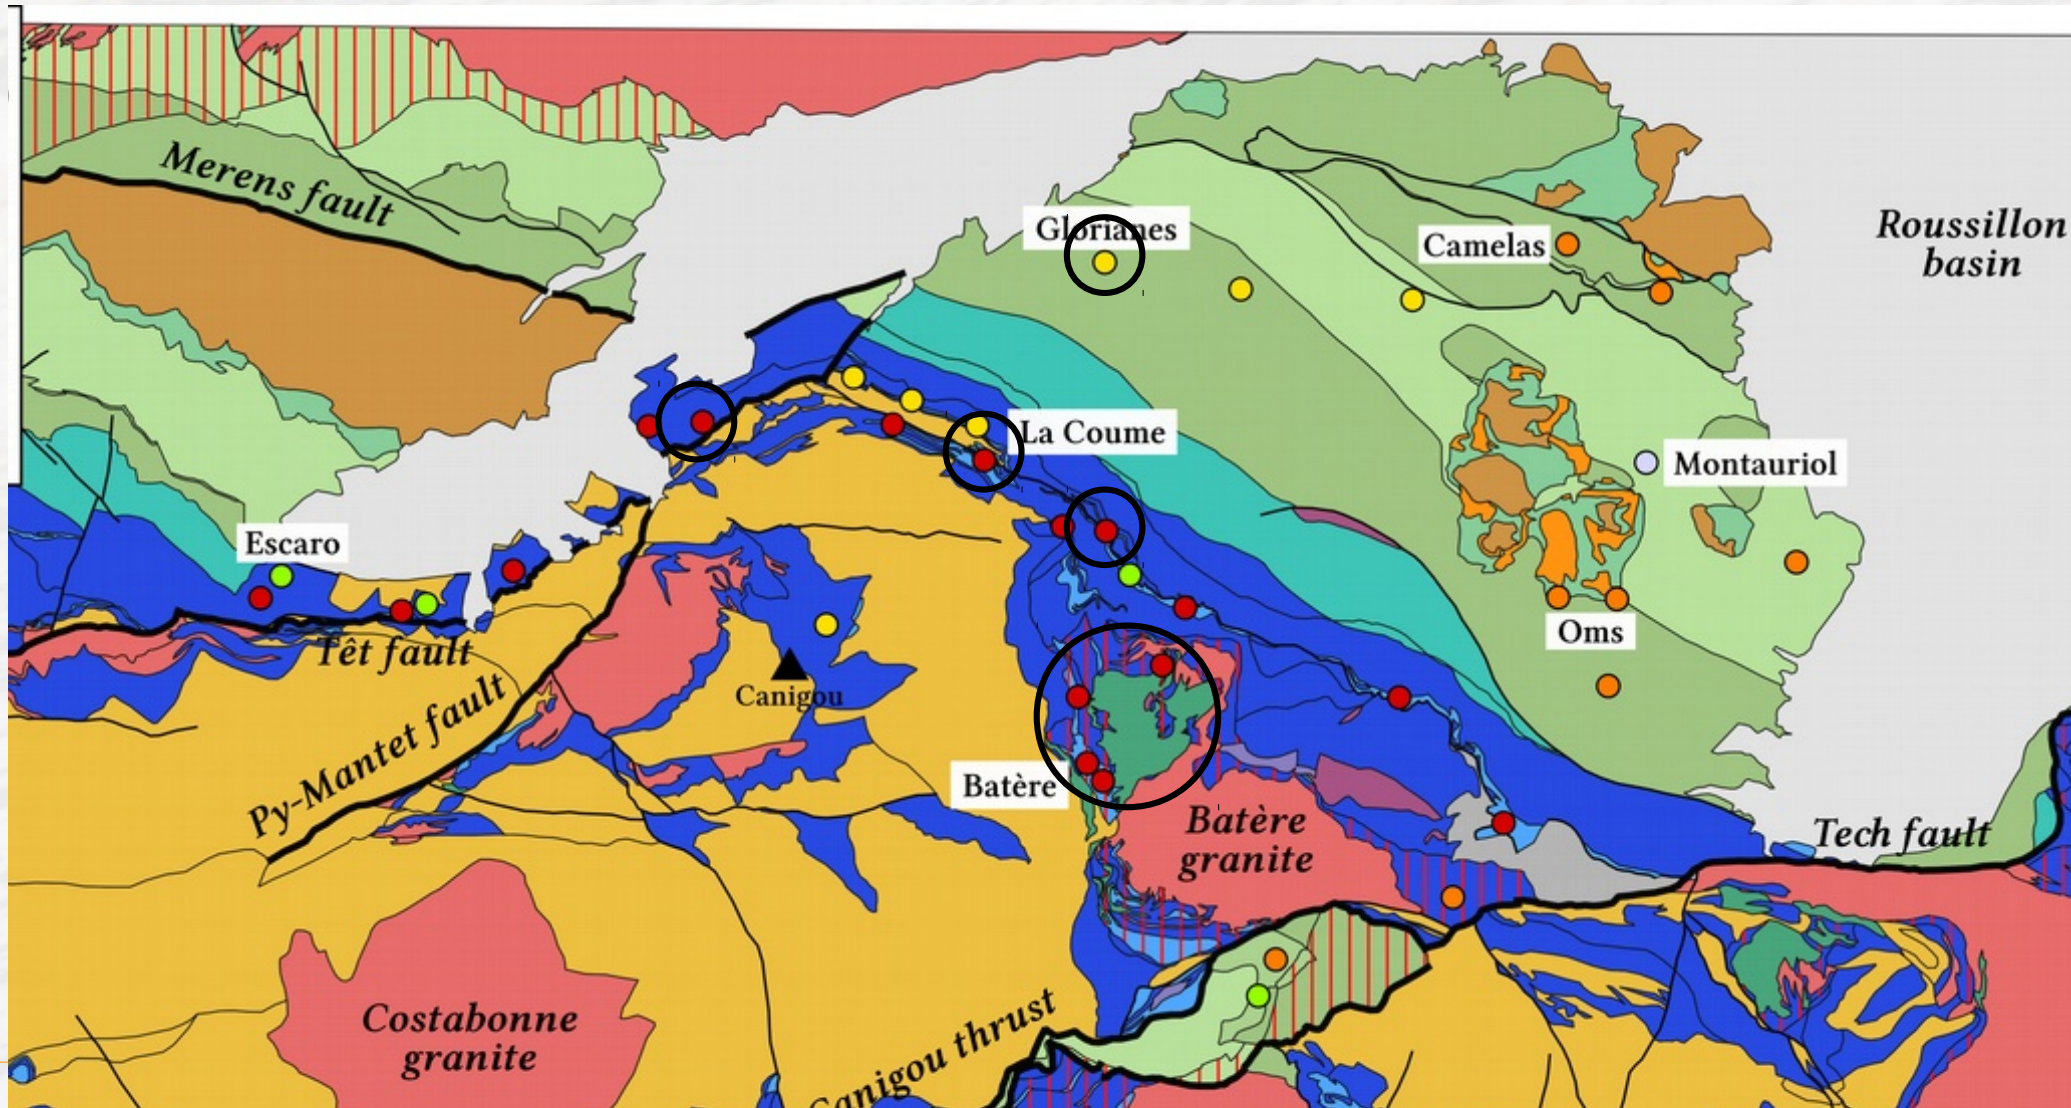 Merens fault
Glorianes
Camelas
Roussillon
basin
La Coume
Montauriol
Escaro
Oms
Têt fault
Canigou
Py-Mantet fault
Batère
Batère
granite
Tech fault
Costabonne
granite
Canigou thrust